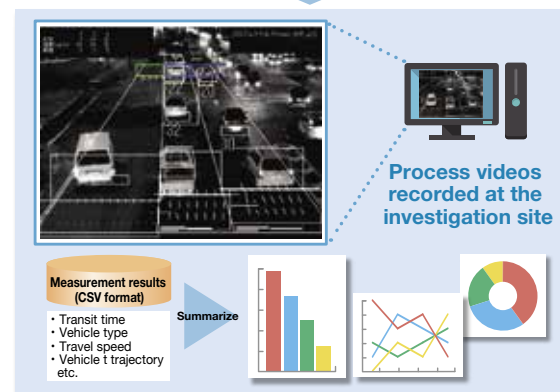 Process videos
recorded at the
investigation site
Measurement results
(CSV format)
・Transit time
・Vehicle type
・Travel speed
・Vehicle t trajectory
etc.
Summarize